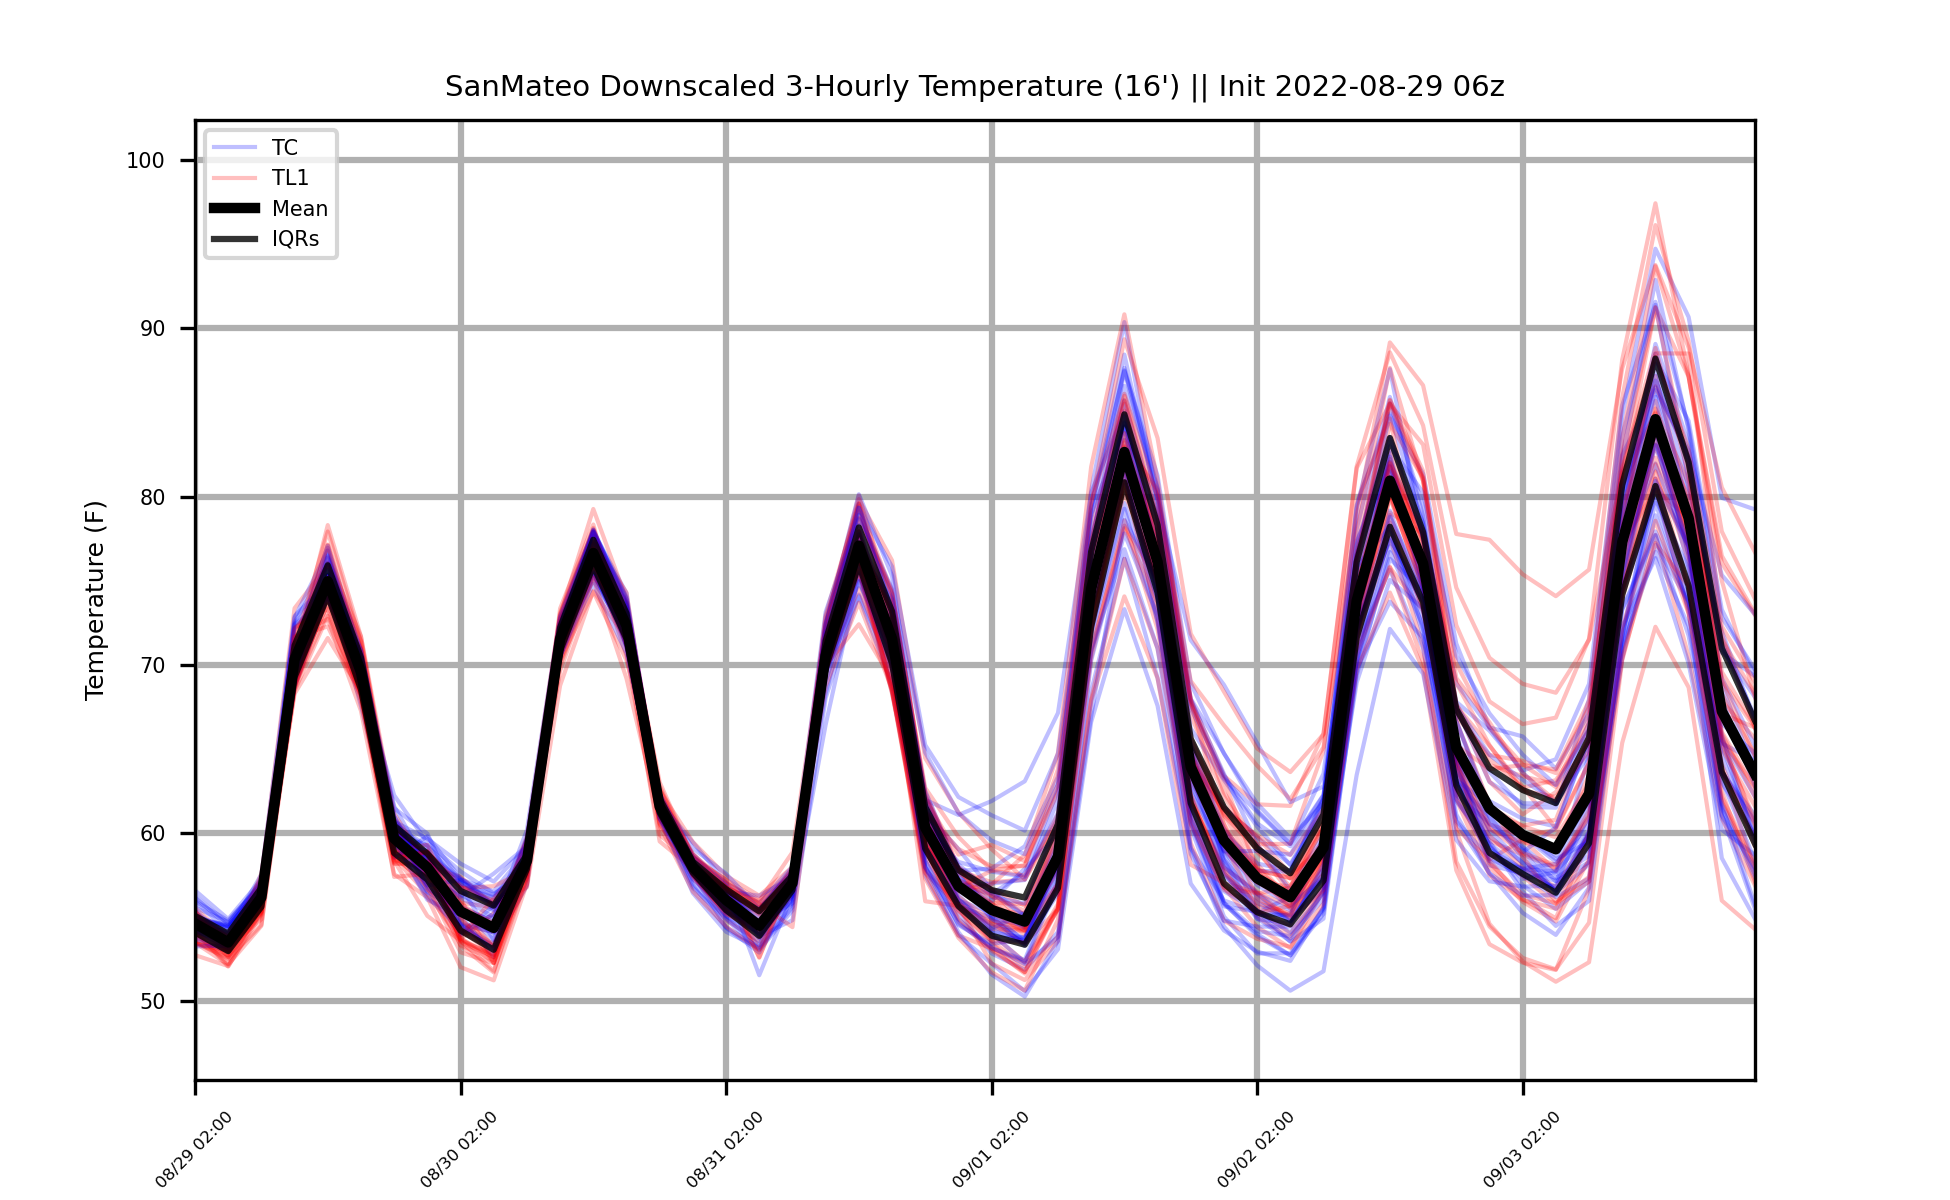 SanMateo Downscaled 3-Hourly Temperature (16') || Init 2022-08-29 06z
TC
TL1
Mean
IQRs
Temperature (F)
100
90
80
70
60
50
08/29 02:00
08/30 02:00
08/31 02:00
09/01 02:00
09/02 02:00
09/03 02:00